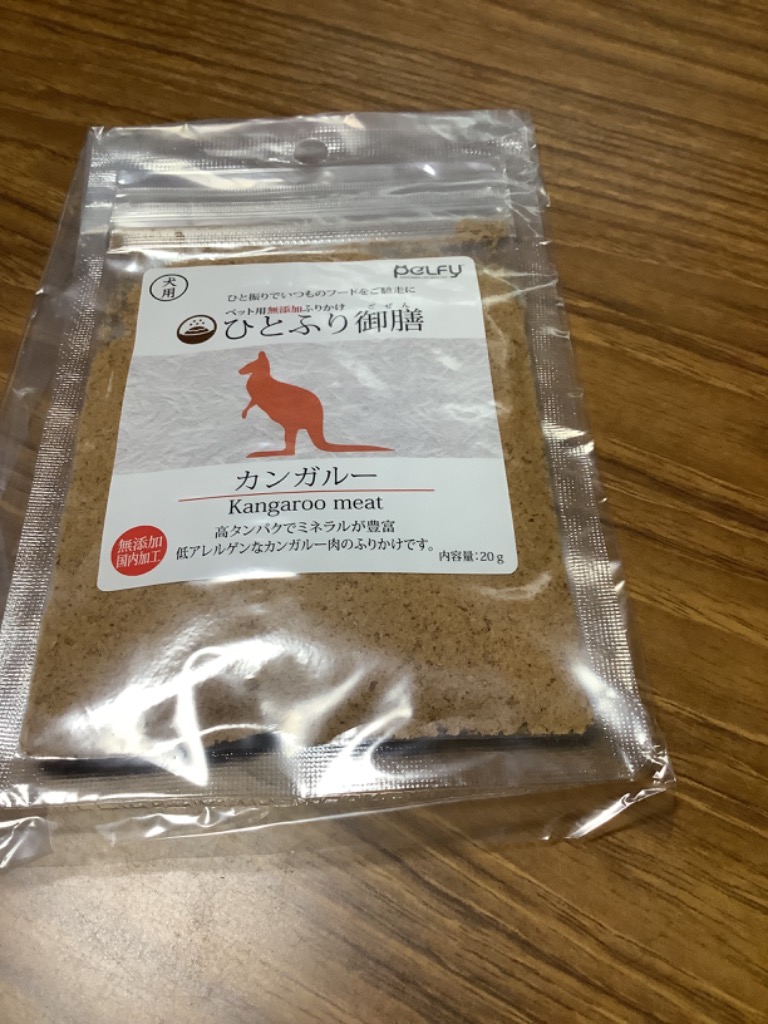 PELFY
犬用
ひと振りでいつものフードをご馳走に
ペット用無添加ふりかけ
ごぜん
ひとふり御膳
カンガルー
Kangaroo meat
高タンパクでミネラルが豊富
低アレルゲンなカンガルー肉のふりかけです。
無添加
国内加工
内容量:20g